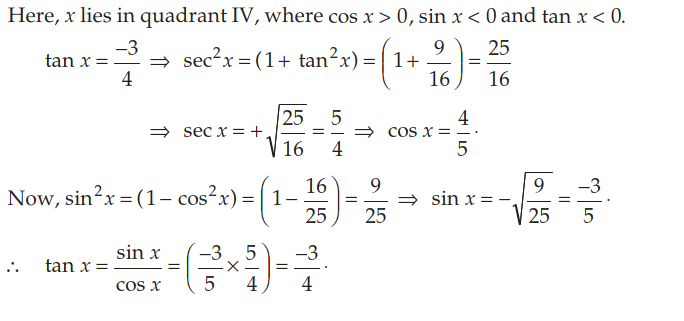 Here, x lies in quadrant IV, where cos x > 0, sin x < 0 and tan x < 0.
tan x = −3/4 ⇒ sec²x = (1 + tan²x) = (1 + 9/16) = 25/16
⇒ sec x = +√(25/16) = 5/4 ⇒ cos x = 4/5.
Now, sin²x = (1 − cos²x) = (1 − 16/25) = 9/25 ⇒ sin x = −√(9/25) = −3/5.
∴ tan x = sin x/cos x = (−3/5 × 5/4) = −3/4.